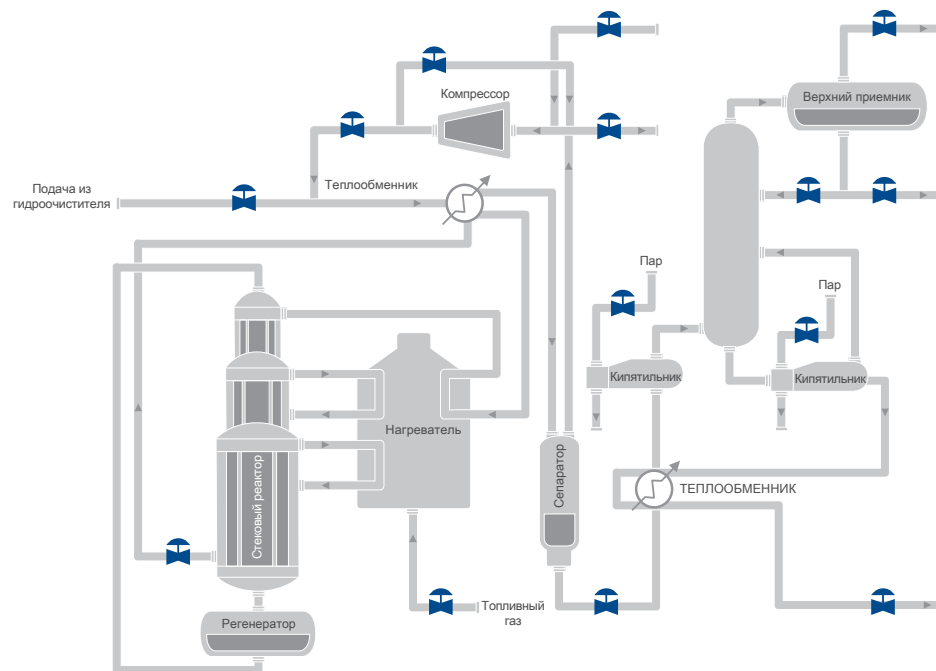 Компрессор
Верхний приемник
Подача из
гидроочистителя
Теплообменник
Пар
Пар
Кипятильник
Кипятильник
Нагреватель
Стековый реактор
Сепаратор
ТЕПЛООБМЕННИК
Топливный
газ
Регенератор